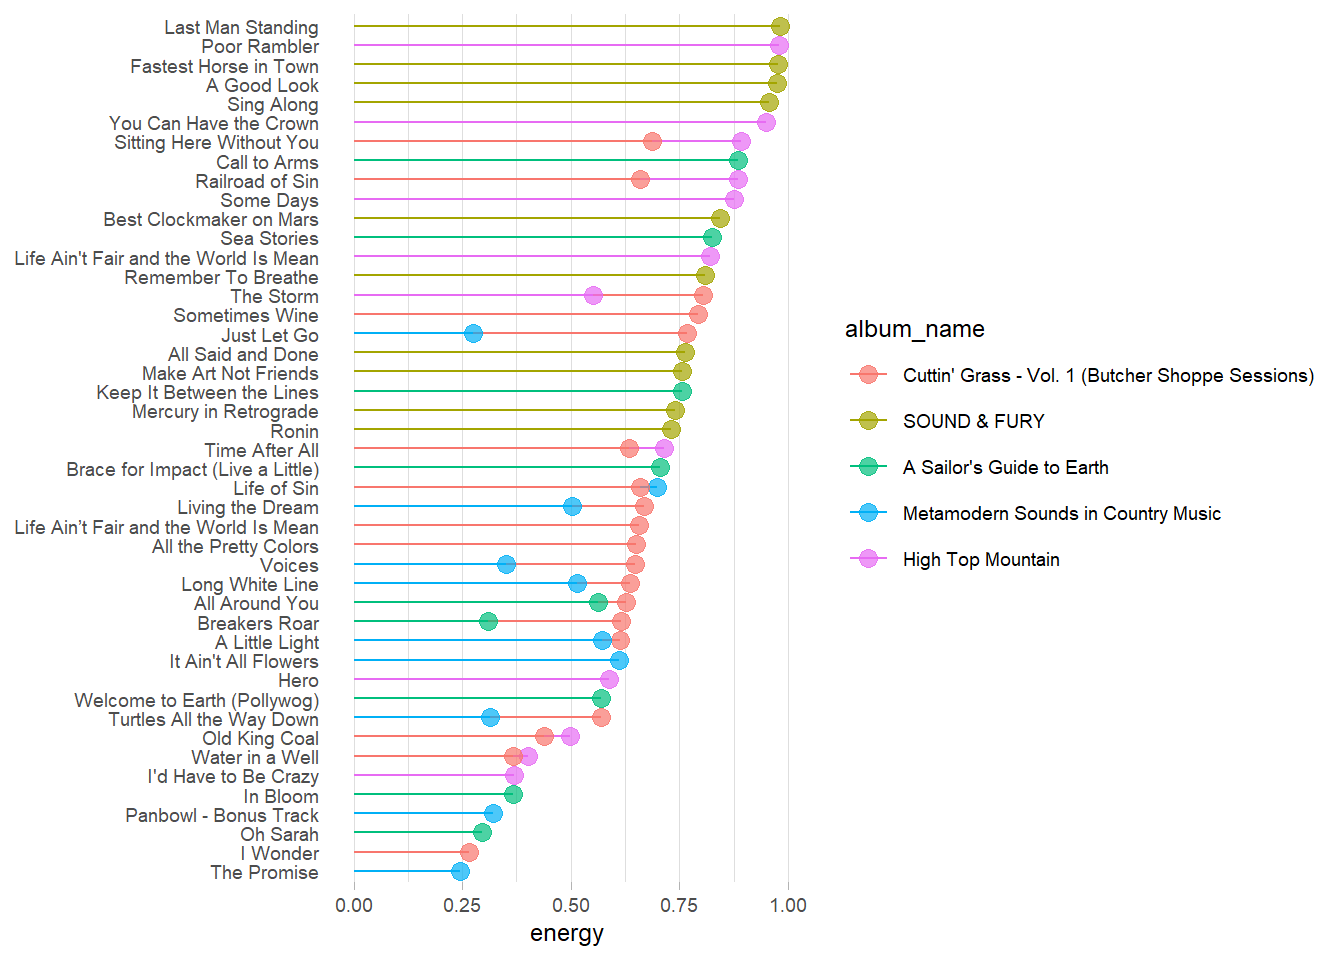 Last Man Standing
Poor Rambler
Fastest Horse in Town
A Good Look
Sing Along
You Can Have the Crown
Sitting Here Without You
Call to Arms
Railroad of Sin
Some Days
Best Clockmaker on Mars
Sea Stories
Life Ain't Fair and the World Is Mean
Remember To Breathe
The Storm
Sometimes Wine
Just Let Go
All Said and Done
Make Art Not Friends
Keep It Between the Lines
Mercury in Retrograde
Ronin
Time After All
Brace for Impact (Live a Little)
Life of Sin
Living the Dream
Life Ain’t Fair and the World Is Mean
All the Pretty Colors
Voices
Long White Line
All Around You
Breakers Roar
A Little Light
It Ain't All Flowers
Hero
Welcome to Earth (Pollywog)
Turtles All the Way Down
Old King Coal
Water in a Well
I'd Have to Be Crazy
In Bloom
Panbowl - Bonus Track
Oh Sarah
I Wonder
The Promise
0.00 0.25 0.50 0.75 1.00
energy
album_name
Cuttin' Grass - Vol. 1 (Butcher Shoppe Sessions)
SOUND & FURY
A Sailor's Guide to Earth
Metamodern Sounds in Country Music
High Top Mountain